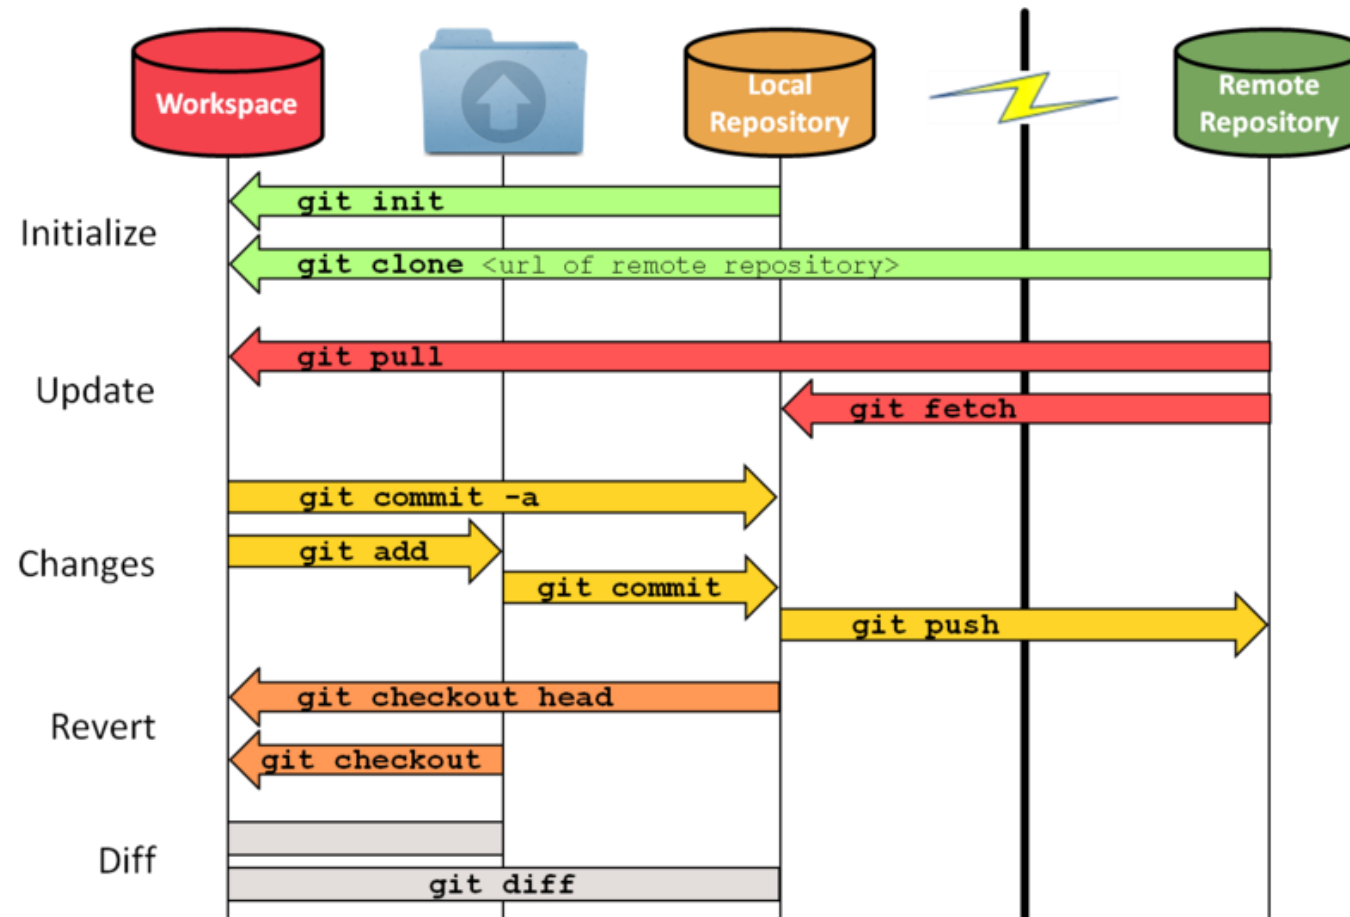 Workspace
Local
Repository
Remote
Repository
Initialize
git init
git clone <url of remote repository>
Update
git pull
git fetch
Changes
git commit -a
git add
git commit
git push
Revert
git checkout head
git checkout
Diff
git diff